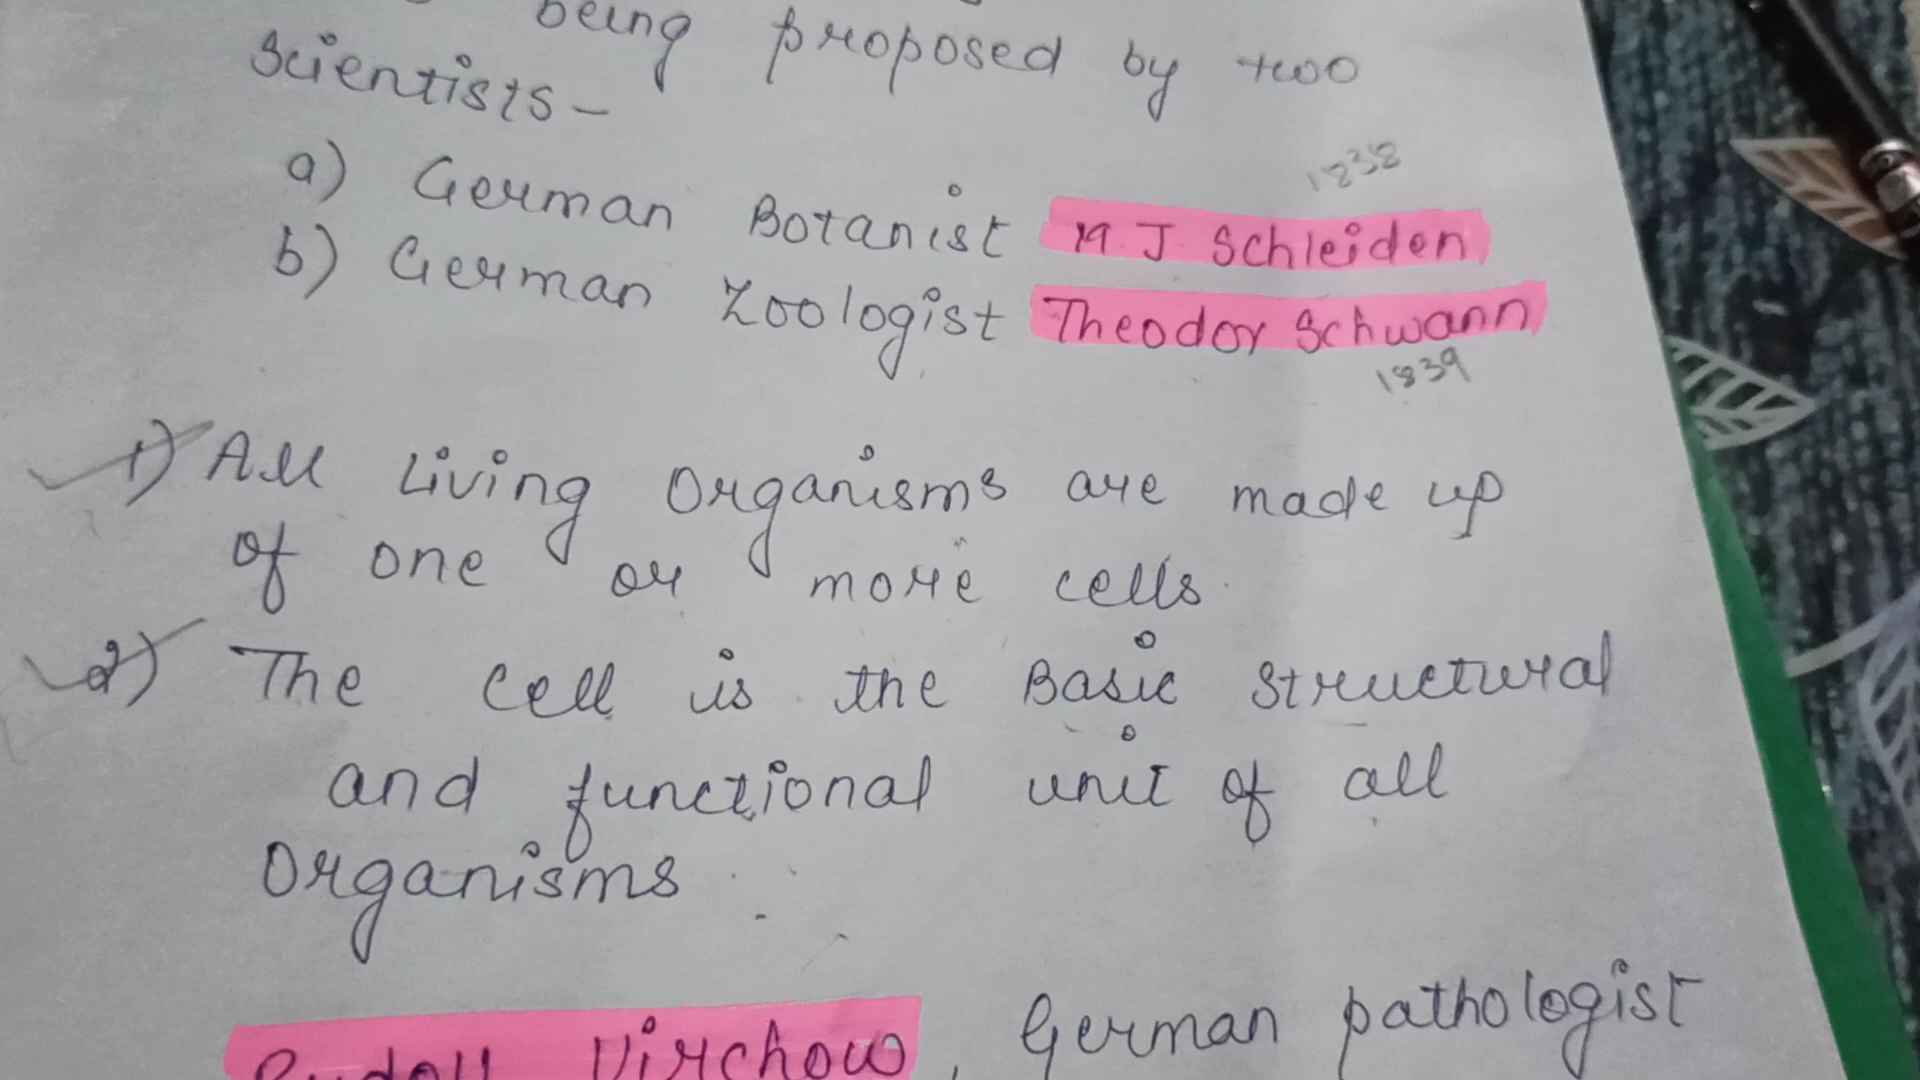 being proposed by two
Scientists -
1838
a) German Botanist M. J Schleiden
b) German Zoologist Theodor Schwann
1839
1) All Living Organisms are made up
of one or more cells.
2) The Cell is the Basic Structural
and functional unit of all
Organisms.
Rudolf Virchow, German pathologist